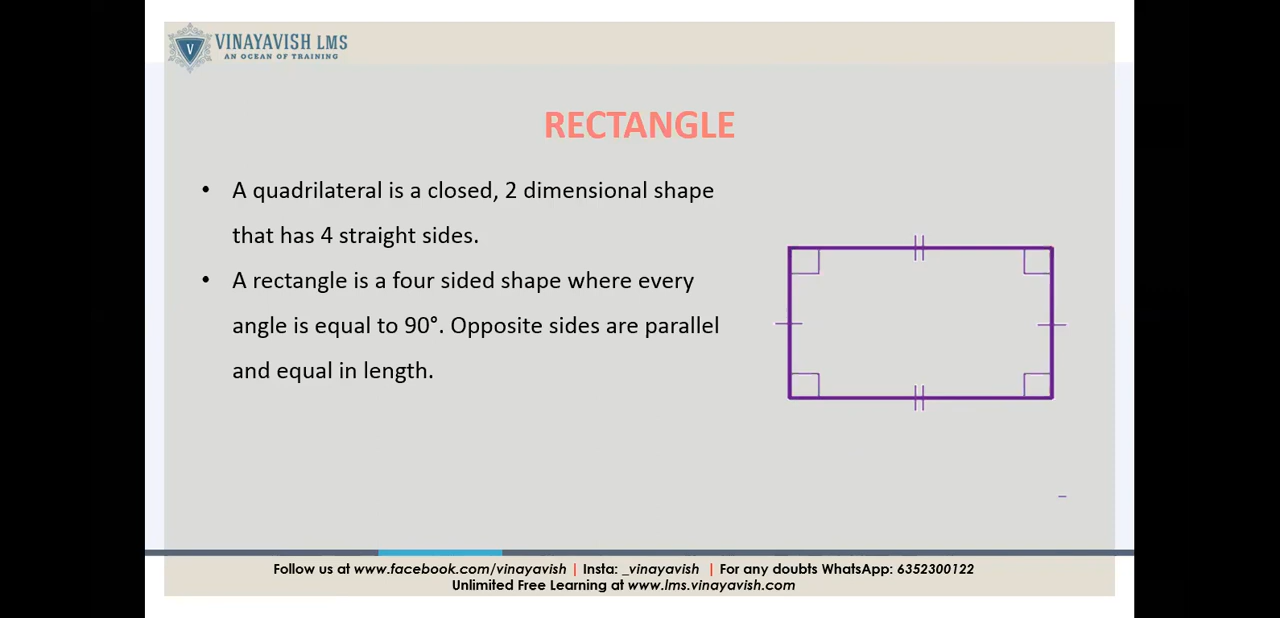 VINAYAVISH LMS
AN OCEAN OF TRAINING
V
RECTANGLE
• A quadrilateral is a closed, 2 dimensional shape
that has 4 straight sides.
• A rectangle is a four sided shape where every
angle is equal to 90°. Opposite sides are parallel
and equal in length.
Follow us at www.facebook.com/vinayavish | Insta: _vinayavish | For any doubts WhatsApp: 6352300122
Unlimited Free Learning at www.lms.vinayavish.com